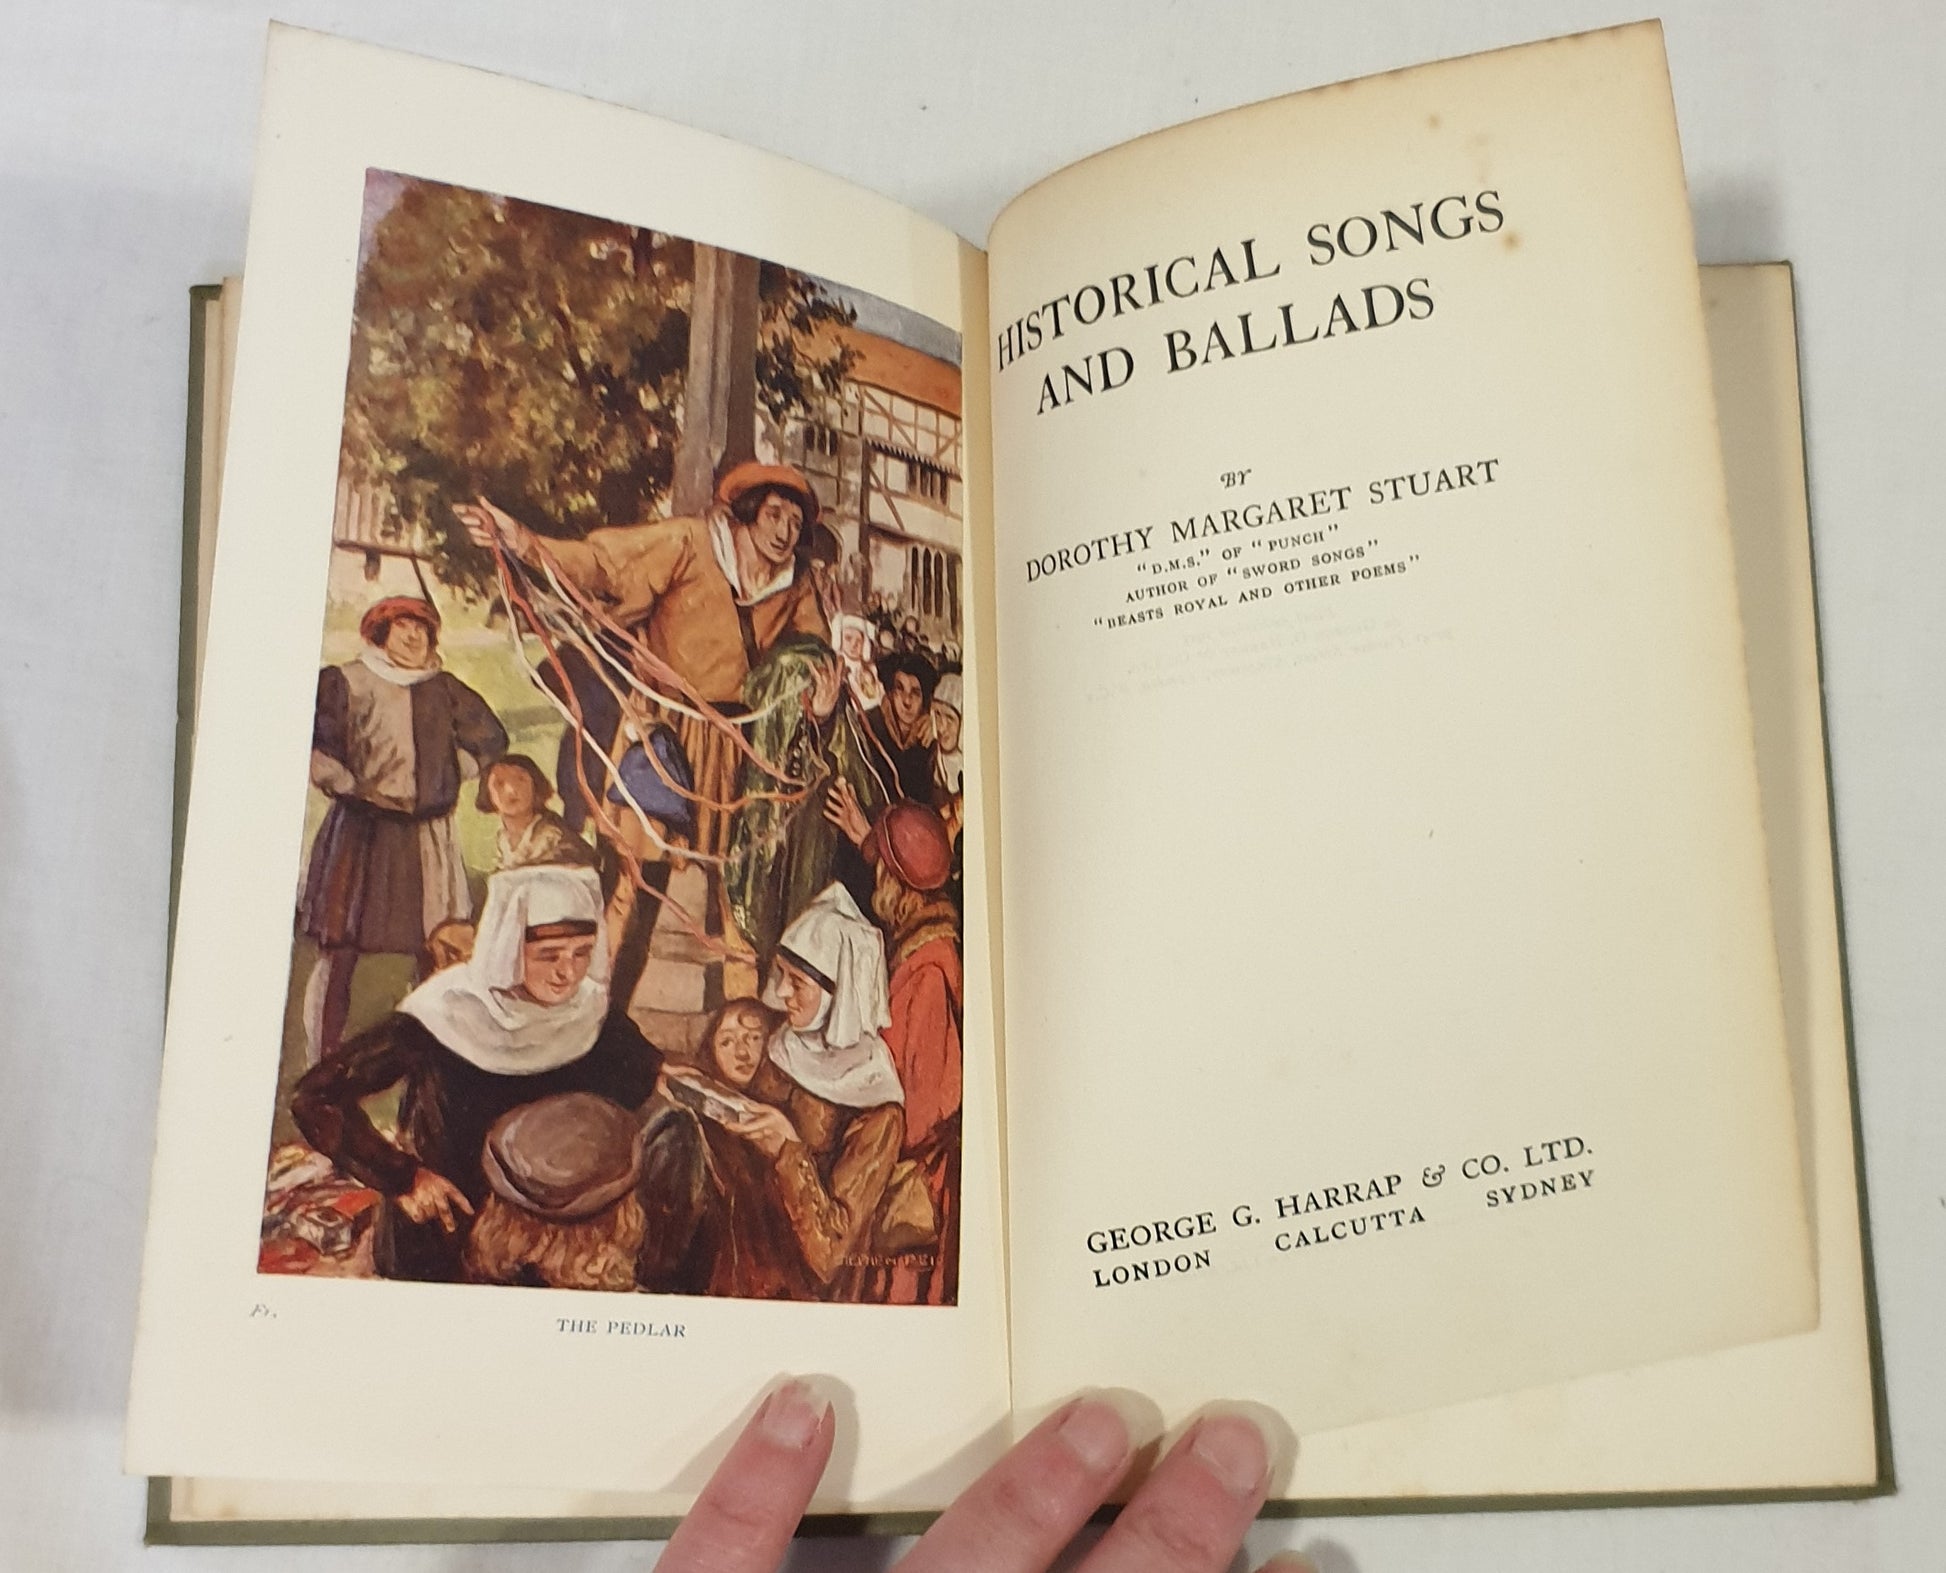 Fr.
THE PEDLAR
HISTORICAL SONGS
AND BALLADS
BY
DOROTHY MARGARET STUART
"D.M.S." OF "PUNCH"
AUTHOR OF "SWORD SONGS"
"BEASTS ROYAL AND OTHER POEMS"
GEORGE G. HARRAP & CO. LTD.
LONDON CALCUTTA SYDNEY